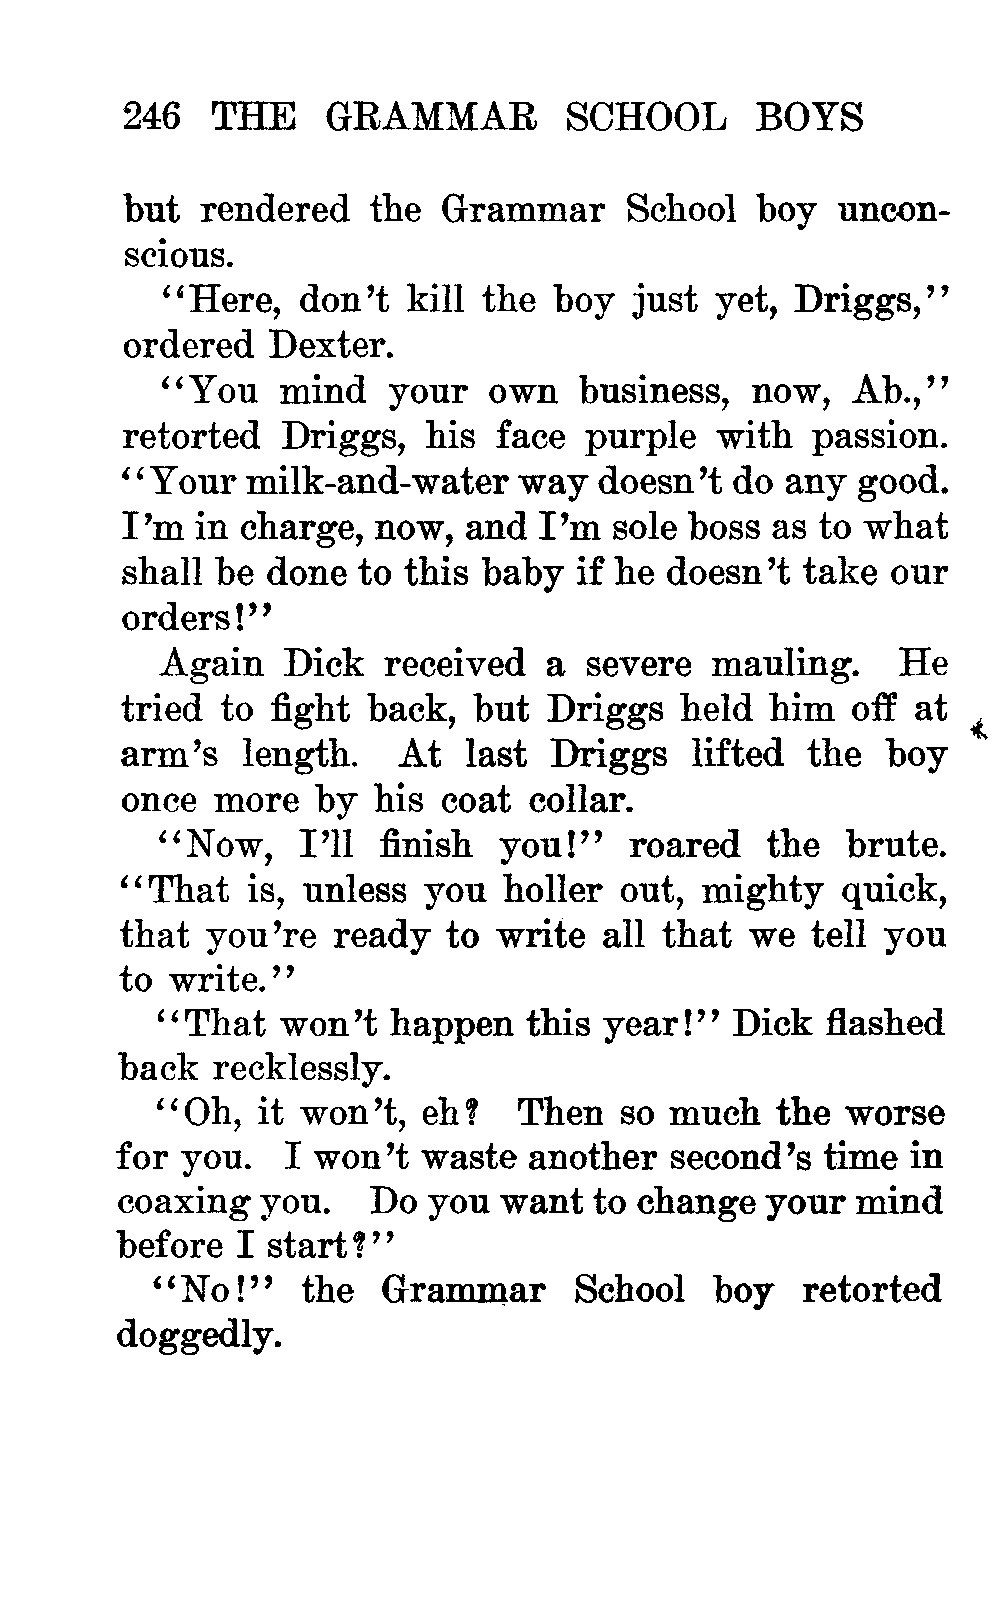 246 THE GRAMMAR SCHOOL BOYS
but rendered the Grammar School boy uncon-
scious.
"Here, don't kill the boy just yet, Driggs,"
ordered Dexter.
"You mind your own business, now, Ab.,"
retorted Driggs, his face purple with passion.
"Your milk-and-water way doesn't do any good.
I'm in charge, now, and I'm sole boss as to what
shall be done to this baby if he doesn't take our
orders!"
Again Dick received a severe mauling. He
tried to fight back, but Driggs held him off at
arm's length. At last Driggs lifted the boy
once more by his coat collar.
"Now, I'll finish you!" roared the brute.
"That is, unless you holler out, mighty quick,
that you're ready to write all that we tell you
to write."
"That won't happen this year!" Dick flashed
back recklessly.
"Oh, it won't, eh? Then so much the worse
for you. I won't waste another second's time in
coaxing you. Do you want to change your mind
before I start?"
"No!" the Grammar School boy retorted
doggedly.